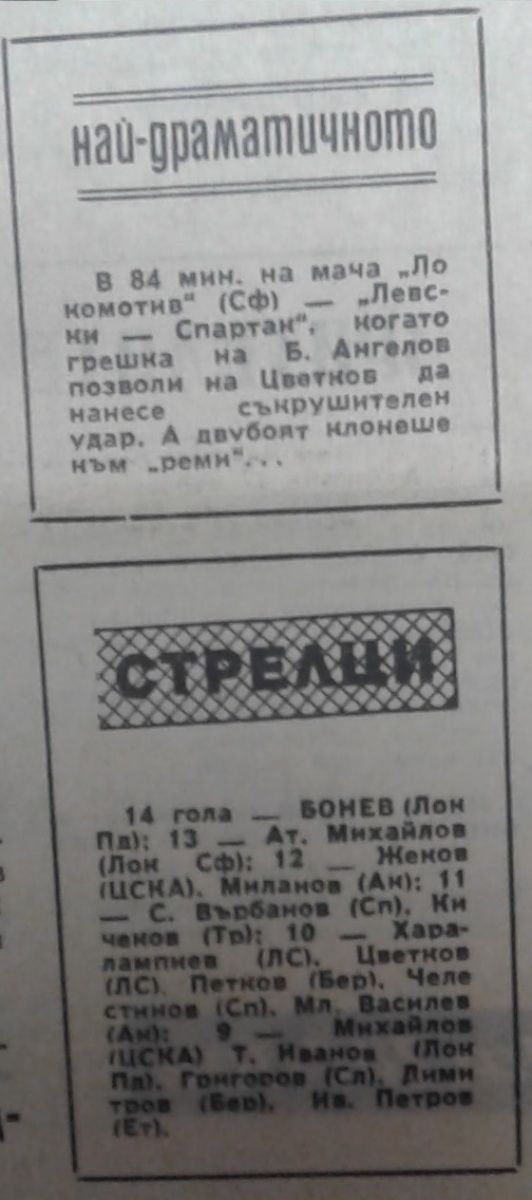 най-драматичното
В 84 мин. на мача „Ло
комотив“ (Сф) — „Левс-
ки — Спартак“, когато
грешка на Б. Ангелов
позволи на Цветков да
нанесе съкрушителен
удар. А двубоят клонеше
към „реми“...
СТРЕЛЦИ
14 гола — БОНЕВ (Лок
Пд); 13 — Ат. Михайлов
(Лок Сф); 12 — Жеков
(ЦСКА), Миланов (Ак); 11
— С. Върбанов (Сп), Ки
чеков (Тр); 10 — Хара-
лампиев (ЛС), Цветков
(ЛС), Петков (Бер), Челе
стинов (Сп), Мл. Василев
(Ак); 9 — Михайлов
(ЦСКА) Т. Иванов (Лок
Пд), Григоров (Сл), Дими
тров (Бер), Ив. Петров
(Ет).